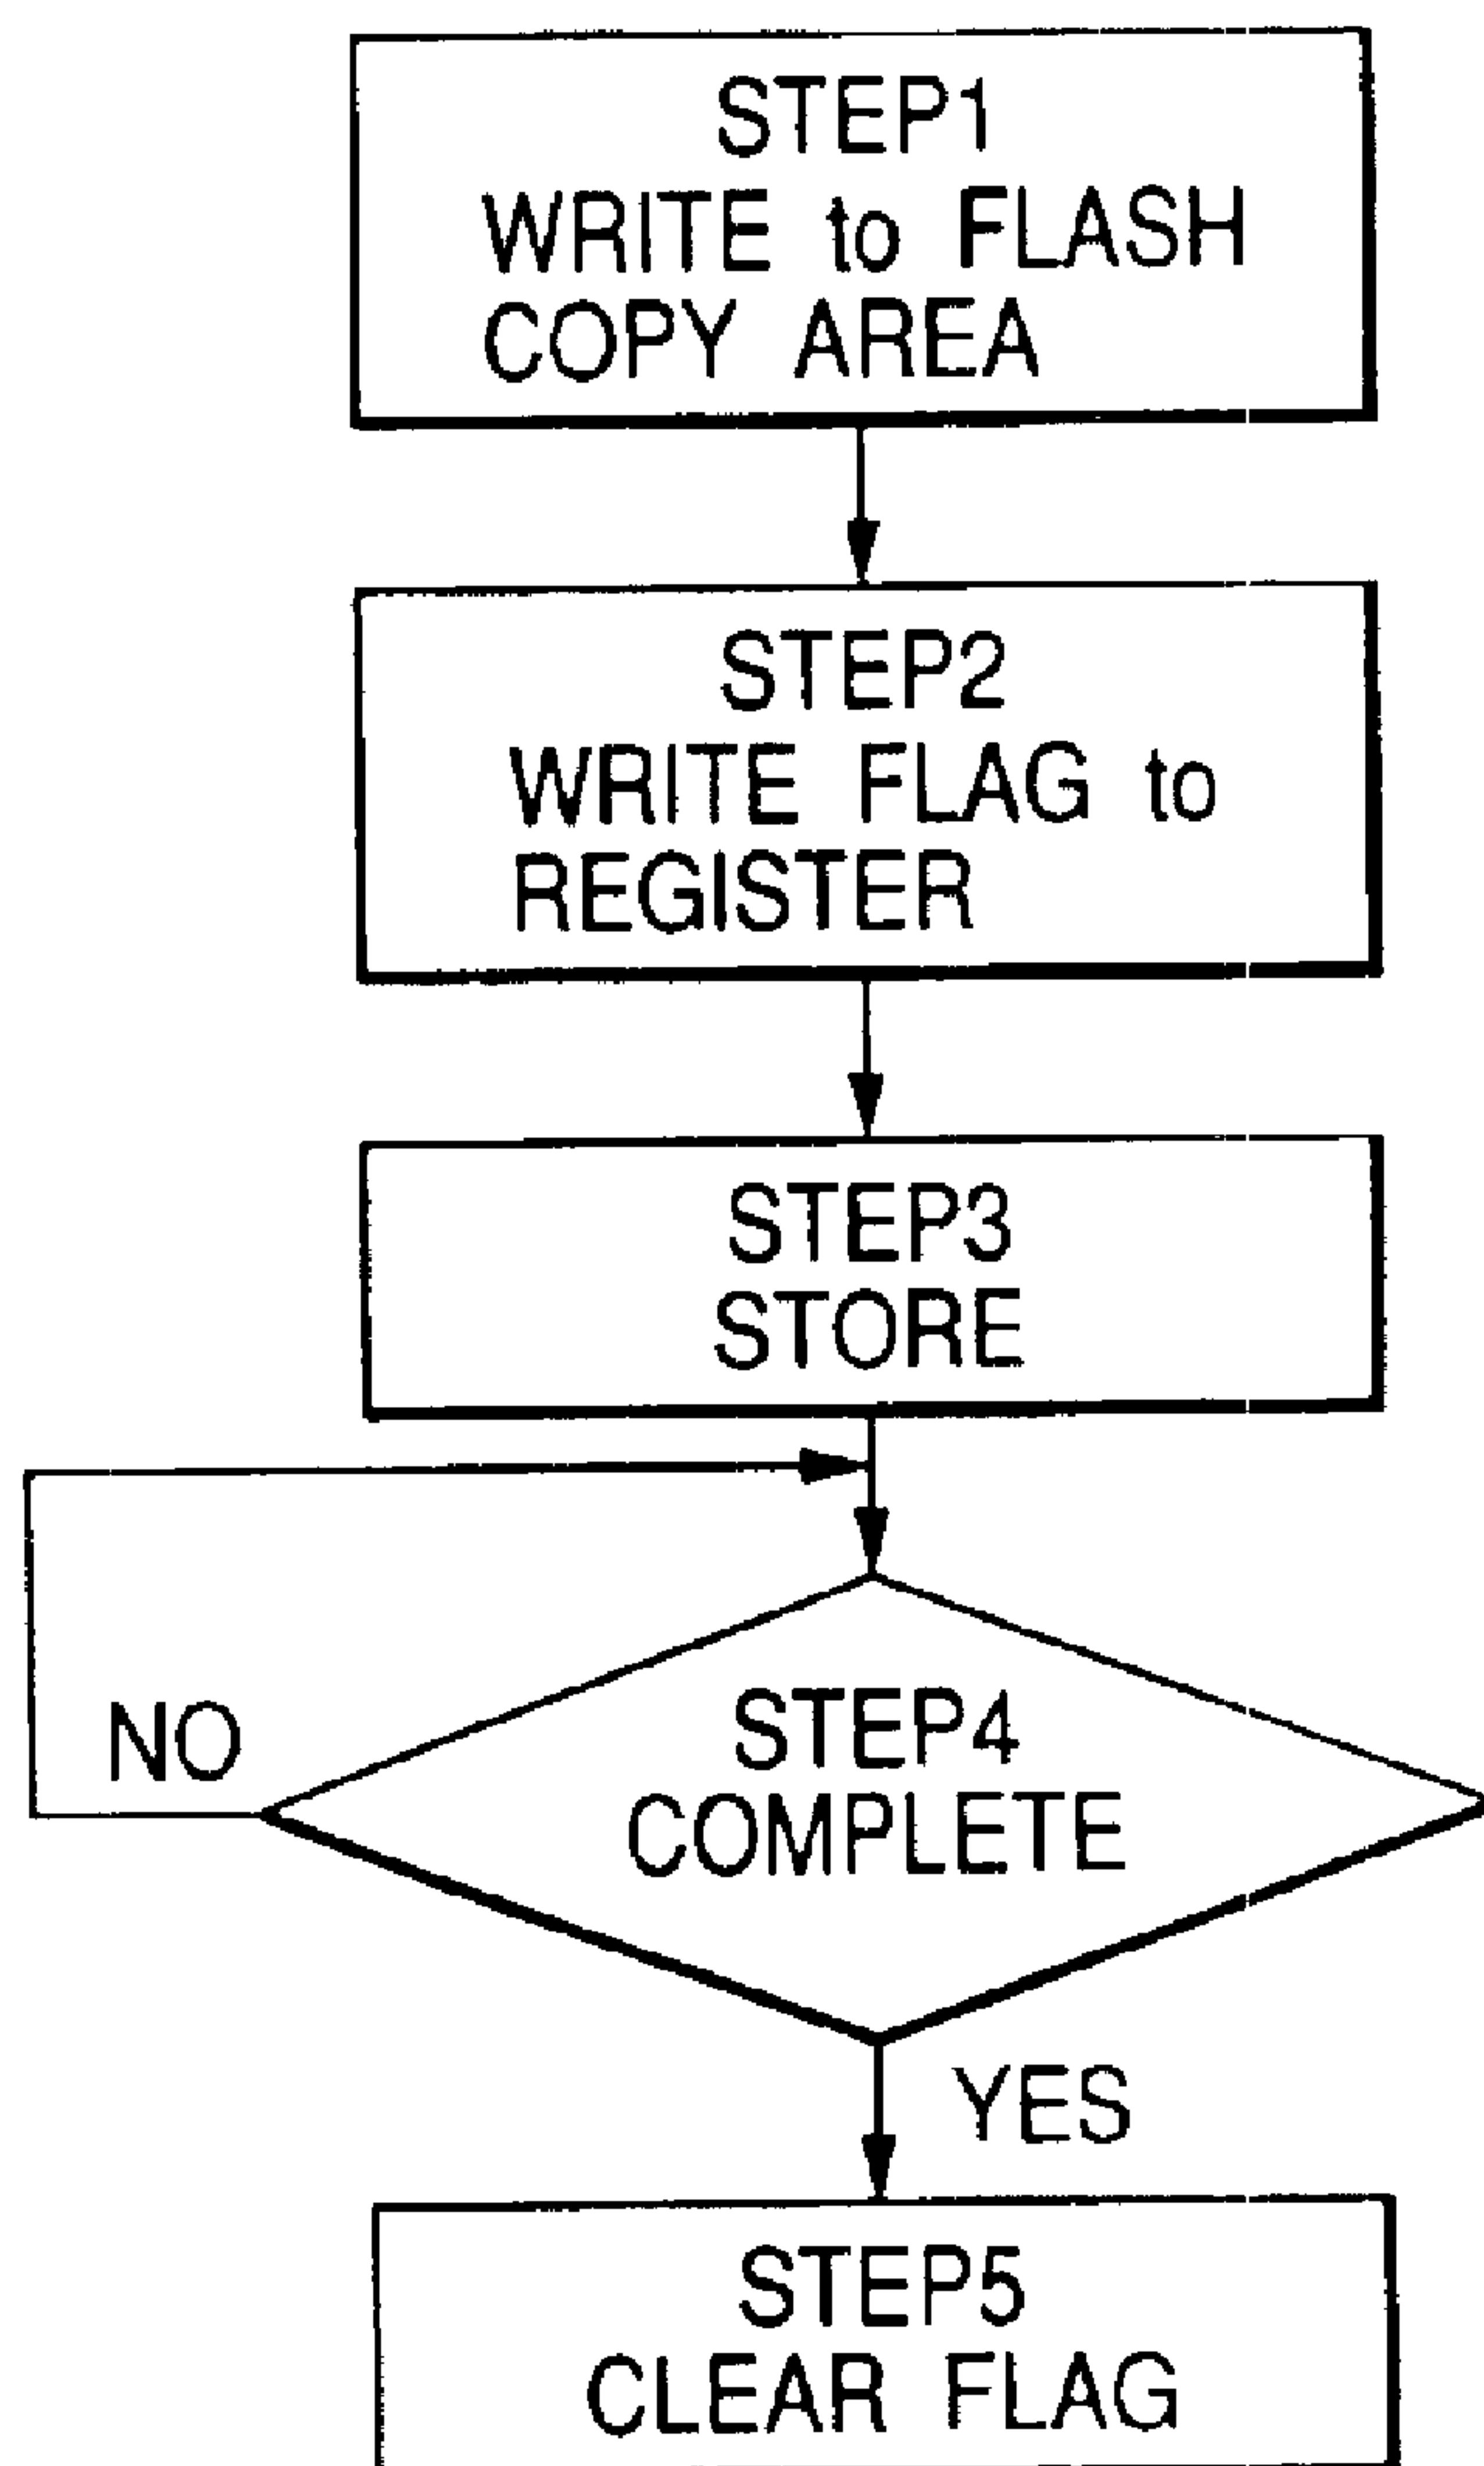 STEP1
WRITE to FLASH
COPY AREA
STEP2
WRITE FLAG to
REGISTER
STEP3
STORE
NO
STEP4
COMPLETE
YES
STEP5
CLEAR FLAG